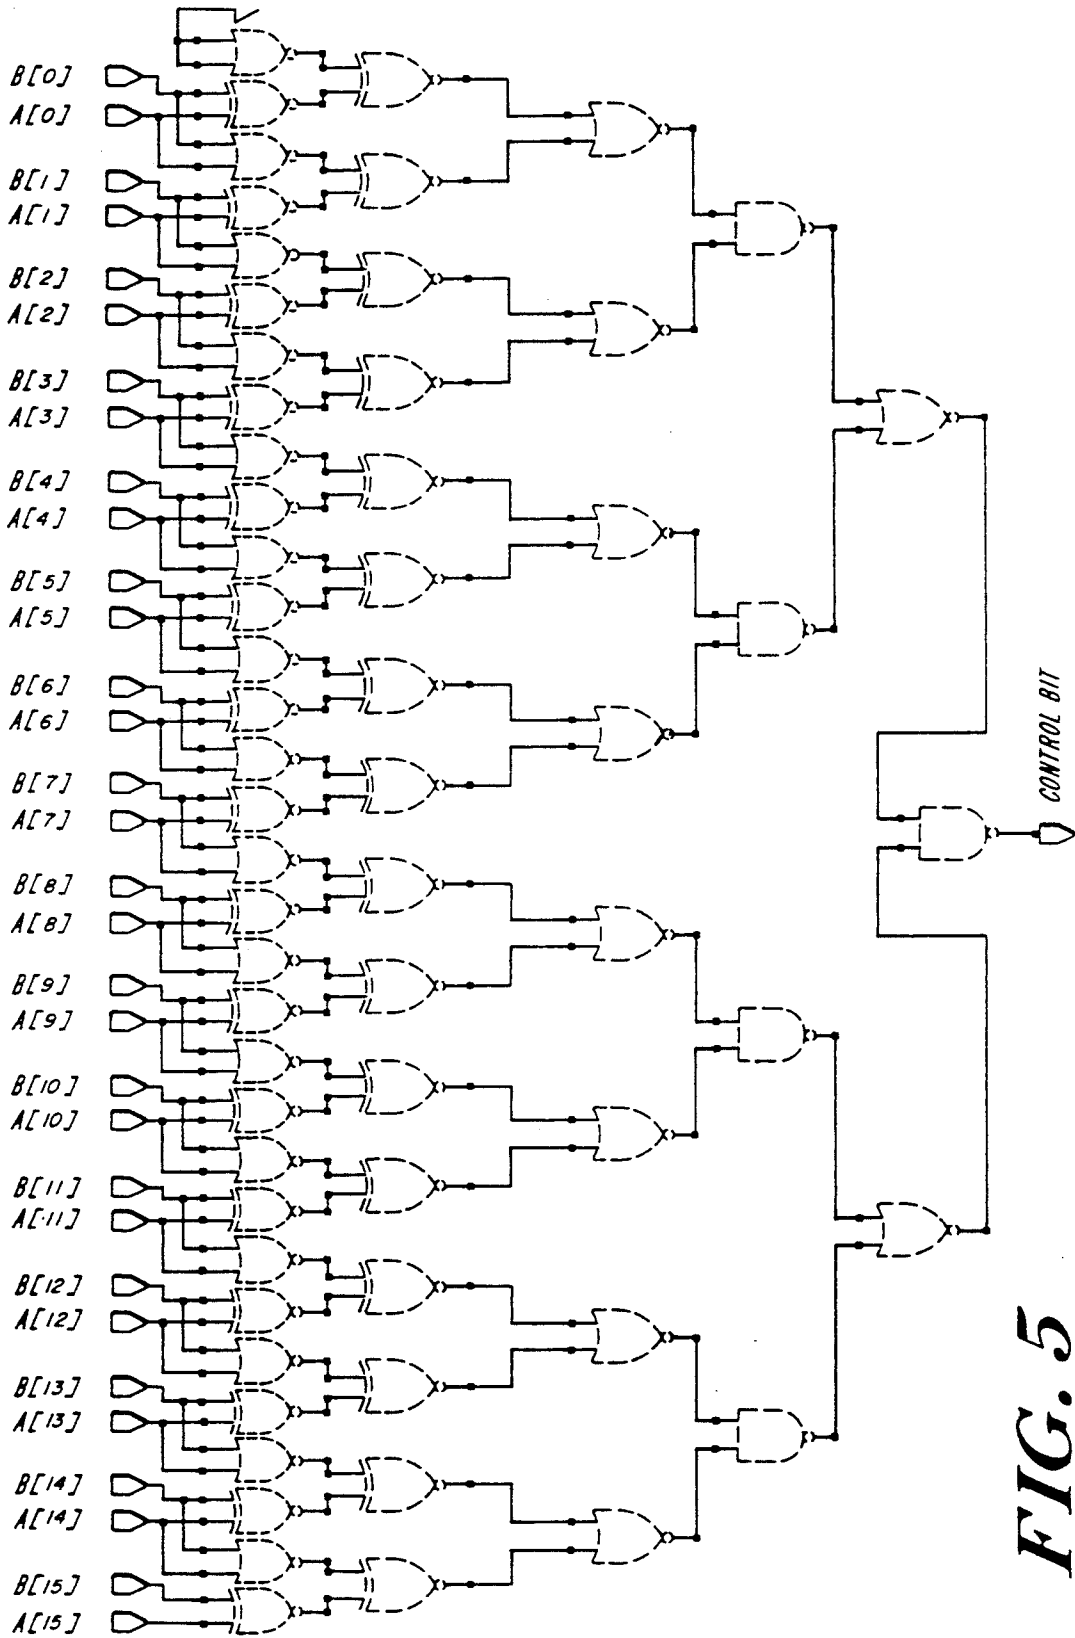 B[0]
A[0]
B[1]
A[1]
B[2]
A[2]
B[3]
A[3]
B[4]
A[4]
B[5]
A[5]
B[6]
A[6]
B[7]
A[7]
B[8]
A[8]
B[9]
A[9]
B[10]
A[10]
B[11]
A[11]
B[12]
A[12]
B[13]
A[13]
B[14]
A[14]
B[15]
A[15]
CONTROL BIT
FIG. 5